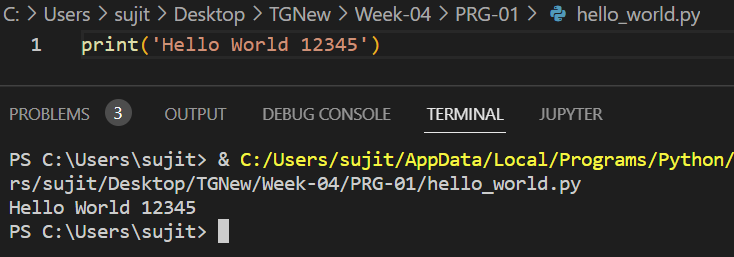 C: > Users > sujit > Desktop > TGNew > Week-04 > PRG-01 > hello_world.py
1 print('Hello World 12345')
PROBLEMS 3 OUTPUT DEBUG CONSOLE TERMINAL JUPYTER
PS C:\Users\sujit> & C:/Users/sujit/AppData/Local/Programs/Python/
rs/sujit/Desktop/TGNew/Week-04/PRG-01/hello_world.py
Hello World 12345
PS C:\Users\sujit>